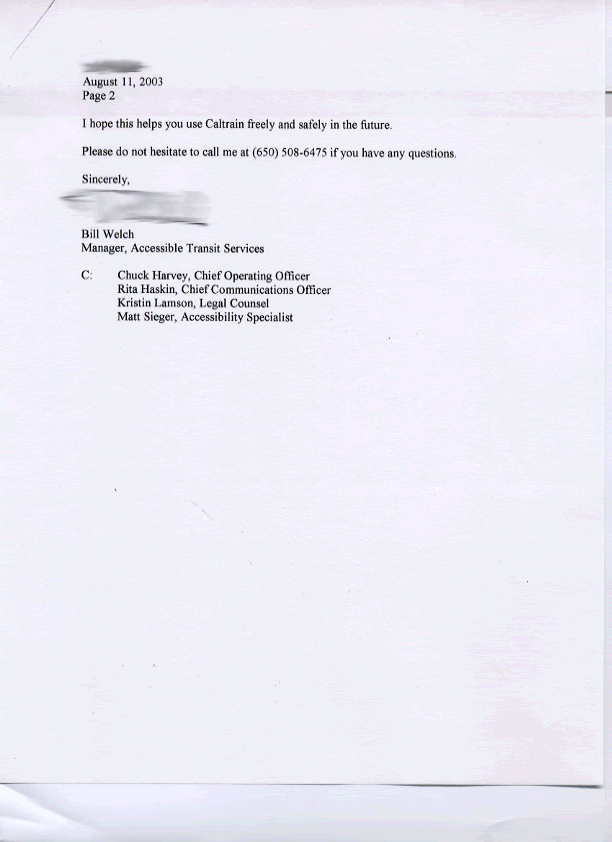 August 11, 2003
Page 2
I hope this helps you use Caltrain freely and safely in the future.
Please do not hesitate to call me at (650) 508-6475 if you have any questions.
Sincerely,
Bill Welch
Manager, Accessible Transit Services
C: Chuck Harvey, Chief Operating Officer
Rita Haskin, Chief Communications Officer
Kristin Lamson, Legal Counsel
Matt Sieger, Accessibility Specialist